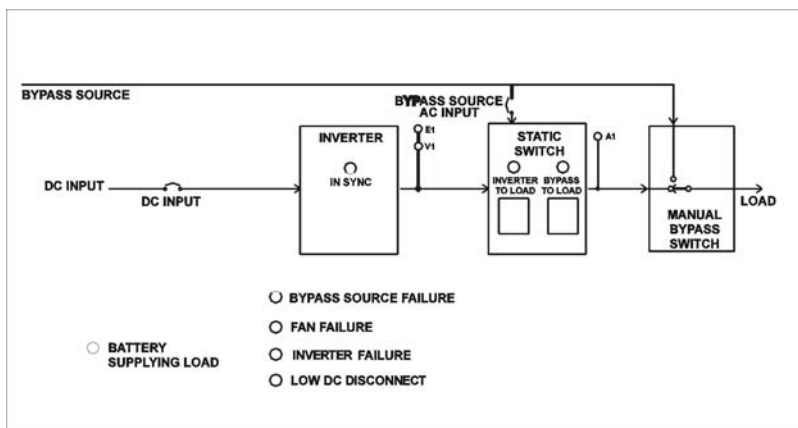 BYPASS SOURCE
BYPASS SOURCE
AC INPUT
INVERTER
IN SYNC
E1
V1
STATIC
SWITCH
INVERTER
TO LOAD
BYPASS
TO LOAD
A1
DC INPUT
DC INPUT
LOAD
MANUAL
BYPASS
SWITCH
BYPASS SOURCE FAILURE
FAN FAILURE
BATTERY
SUPPLYING LOAD
INVERTER FAILURE
LOW DC DISCONNECT